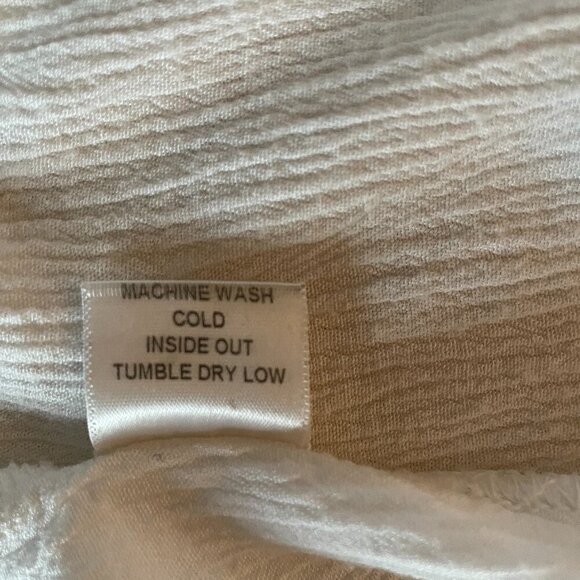 MACHINE WASH
COLD
INSIDE OUT
TUMBLE DRY LOW